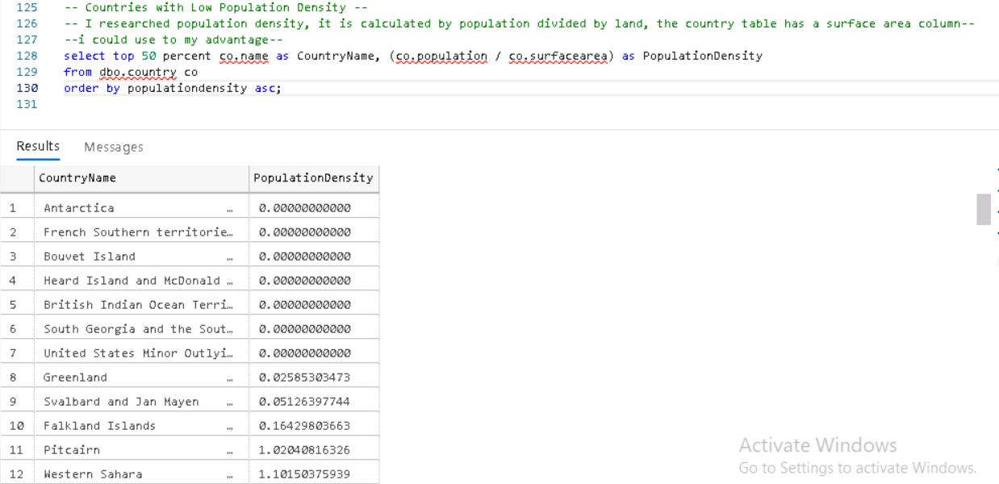 125 -- Countries with Low Population Density --
126 -- I researched population density, it is calculated by population divided by land, the country table has a surface area column--
127 --i could use to my advantage--
128 select top 50 percent co.name as CountryName, (co.population / co.surfacearea) as PopulationDensity
129 from dbo.country co
130 order by populationdensity asc;
131
Results Messages
CountryName PopulationDensity
1 Antarctica … 0.00000000000
2 French Southern territorie… 0.00000000000
3 Bouvet Island … 0.00000000000
4 Heard Island and McDonald … 0.00000000000
5 British Indian Ocean Terri… 0.00000000000
6 South Georgia and the Sout… 0.00000000000
7 United States Minor Outlyi… 0.00000000000
8 Greenland … 0.02585303473
9 Svalbard and Jan Mayen … 0.05126397744
10 Falkland Islands … 0.16429803663
11 Pitcairn … 1.02040816326
12 Western Sahara … 1.10150375939
Activate Windows
Go to Settings to activate Windows.